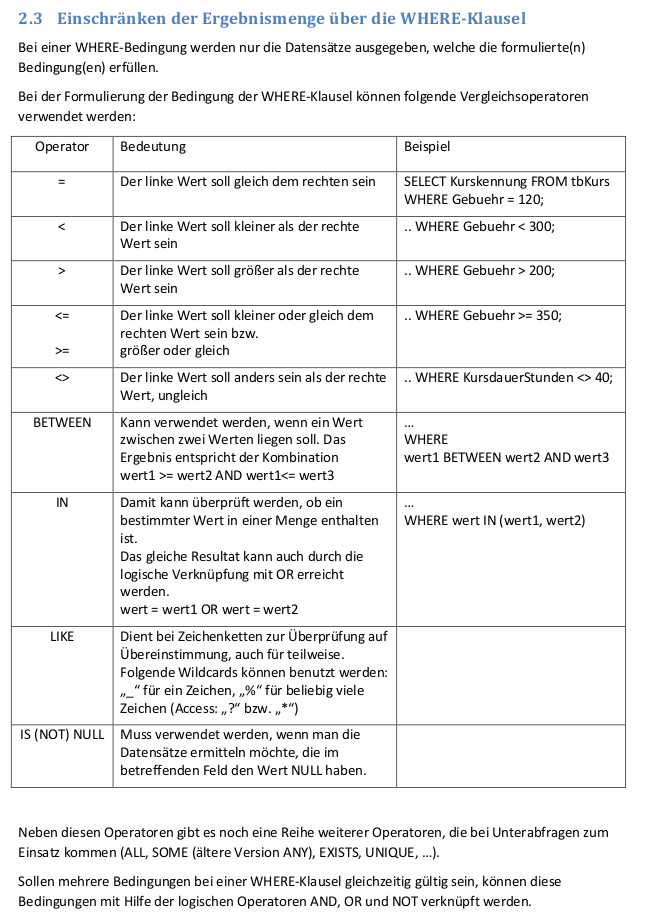 2.3 Einschränken der Ergebnismenge über die WHERE-Klausel
Bei einer WHERE-Bedingung werden nur die Datensätze ausgegeben, welche die formulierte(n)
Bedingung(en) erfüllen.
Bei der Formulierung der Bedingung der WHERE-Klausel können folgende Vergleichsoperatoren
verwendet werden:
Operator Bedeutung Beispiel
= Der linke Wert soll gleich dem rechten sein SELECT Kurskennung FROM tbKurs
WHERE Gebuehr = 120;
< Der linke Wert soll kleiner als der rechte .. WHERE Gebuehr < 300;
Wert sein
> Der linke Wert soll größer als der rechte .. WHERE Gebuehr > 200;
Wert sein
<= Der linke Wert soll kleiner oder gleich dem .. WHERE Gebuehr >= 350;
rechten Wert sein bzw.
>= größer oder gleich
<> Der linke Wert soll anders sein als der rechte .. WHERE KursdauerStunden <> 40;
Wert, ungleich
BETWEEN Kann verwendet werden, wenn ein Wert ...
zwischen zwei Werten liegen soll. Das WHERE
Ergebnis entspricht der Kombination wert1 BETWEEN wert2 AND wert3
wert1 >= wert2 AND wert1<= wert3
IN Damit kann überprüft werden, ob ein ...
bestimmter Wert in einer Menge enthalten WHERE wert IN (wert1, wert2)
ist.
Das gleiche Resultat kann auch durch die
logische Verknüpfung mit OR erreicht
werden.
wert = wert1 OR wert = wert2
LIKE Dient bei Zeichenketten zur Überprüfung auf
Übereinstimmung, auch für teilweise.
Folgende Wildcards können benutzt werden:
„_“ für ein Zeichen, „%“ für beliebig viele
Zeichen (Access: „?“ bzw. „*“)
IS (NOT) NULL Muss verwendet werden, wenn man die
Datensätze ermitteln möchte, die im
betreffenden Feld den Wert NULL haben.
Neben diesen Operatoren gibt es noch eine Reihe weiterer Operatoren, die bei Unterabfragen zum
Einsatz kommen (ALL, SOME (ältere Version ANY), EXISTS, UNIQUE, …).
Sollen mehrere Bedingungen bei einer WHERE-Klausel gleichzeitig gültig sein, können diese
Bedingungen mit Hilfe der logischen Operatoren AND, OR und NOT verknüpft werden.